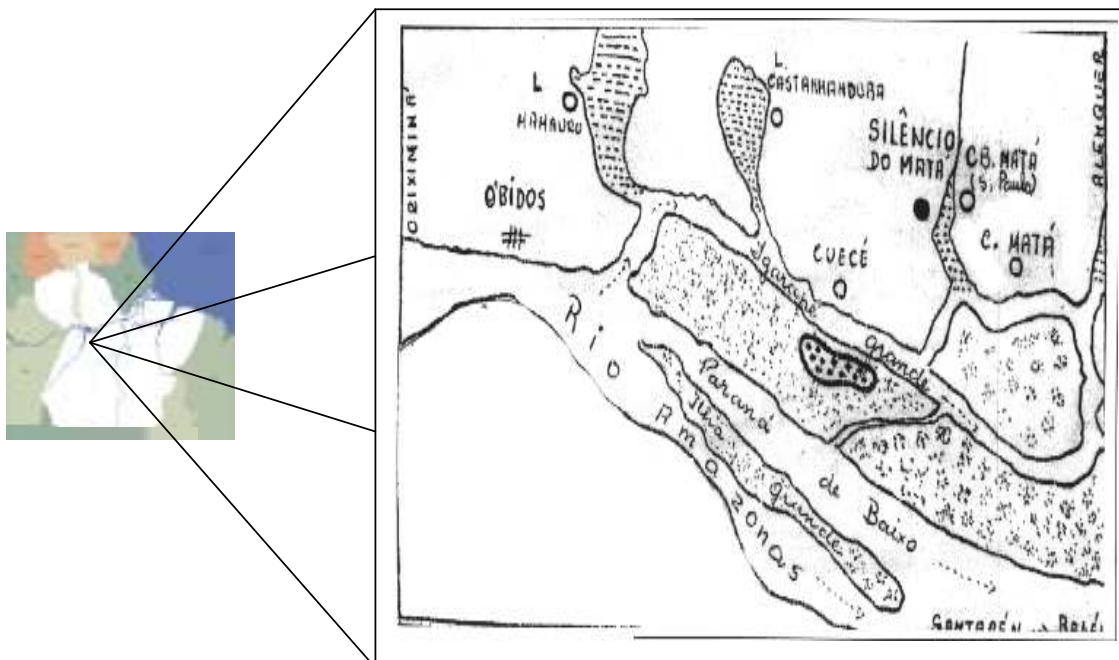 ORIXIMINÁ
L
MAMAURU
L.
CASTANHANDUBA
SILÊNCIO
DO MATÁ
CB. MATÁ
(S. Paulo)
ALENQUER
ÓBIDOS
C. MATÁ
CUECÉ
Igarapé grande
Rio Amazonas
Paraná de Baixo
Ilha grande